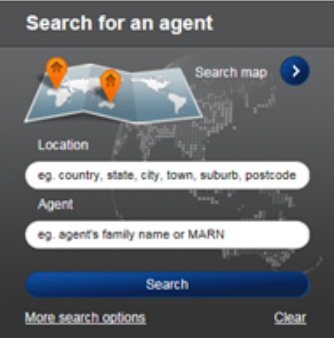 Search for an agent
Search map
Location
eg. country, state, city, town, suburb, postcode
Agent
eg. agent's family name or MARN
Search
More search options
Clear